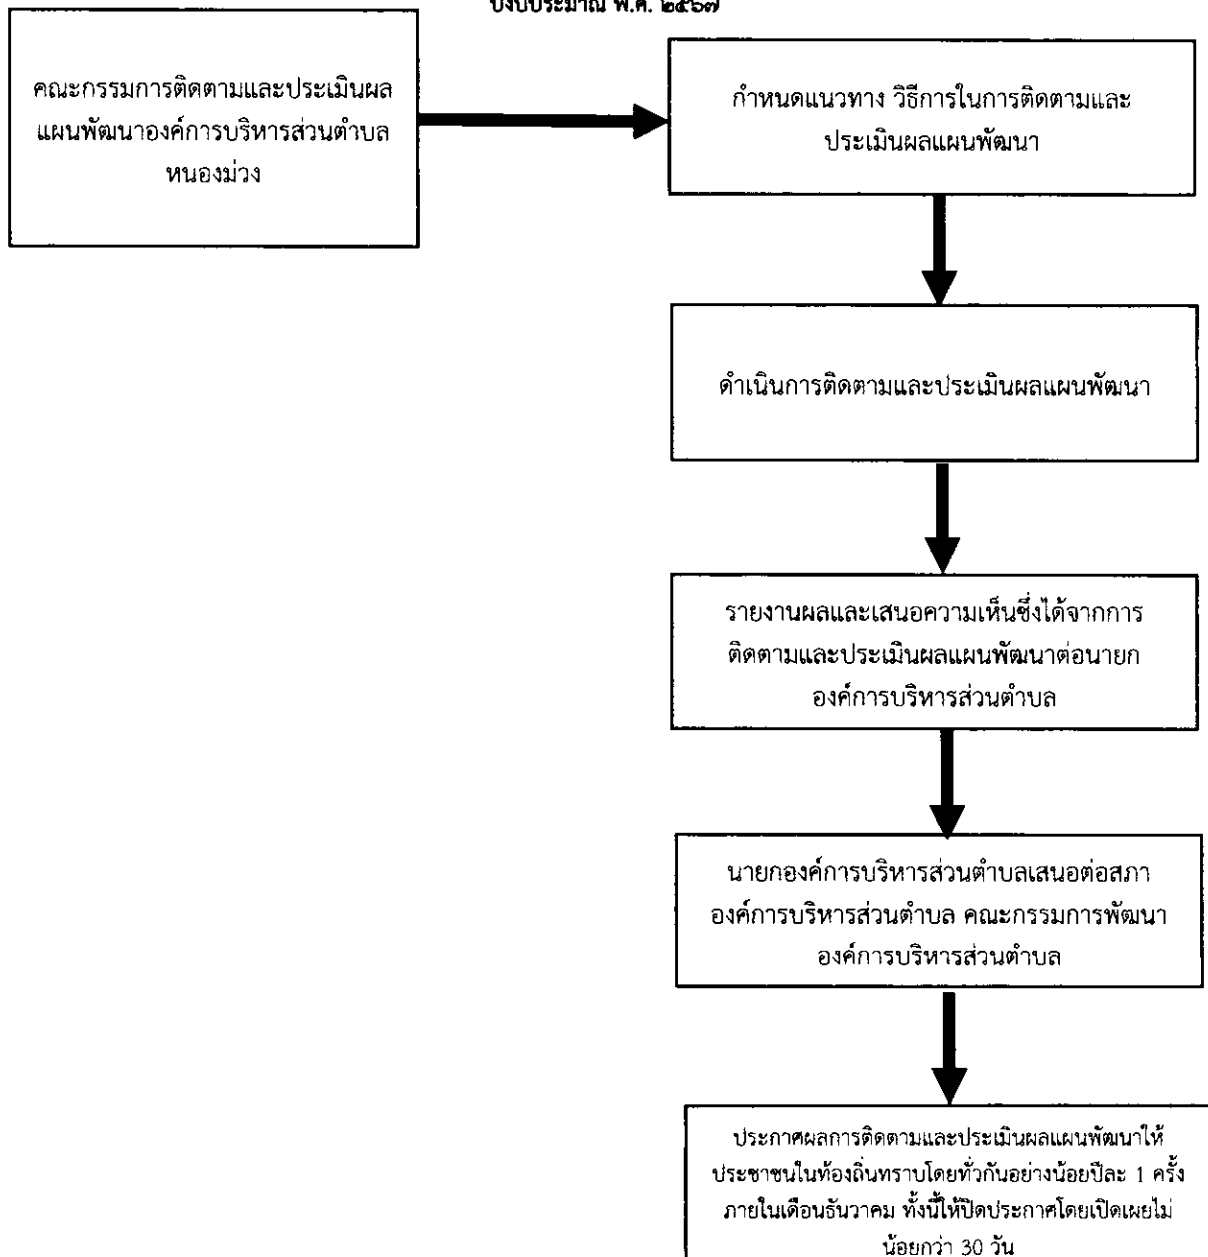 ปีงบประมาณ พ.ศ. ๒๕๖๗
คณะกรรมการติดตามและประเมินผล
แผนพัฒนาองค์การบริหารส่วนตำบล
หนองม่วง
กำหนดแนวทาง วิธีการในการติดตามและ
ประเมินผลแผนพัฒนา
ดำเนินการติดตามและประเมินผลแผนพัฒนา
รายงานผลและเสนอความเห็นซึ่งได้จากการ
ติดตามและประเมินผลแผนพัฒนาต่อนายก
องค์การบริหารส่วนตำบล
นายกองค์การบริหารส่วนตำบลเสนอต่อสภา
องค์การบริหารส่วนตำบล คณะกรรมการพัฒนา
องค์การบริหารส่วนตำบล
ประกาศผลการติดตามและประเมินผลแผนพัฒนาให้
ประชาชนในท้องถิ่นทราบโดยทั่วกันอย่างน้อยปีละ 1 ครั้ง
ภายในเดือนธันวาคม ทั้งนี้ให้ปิดประกาศโดยเปิดเผยไม่
น้อยกว่า 30 วัน